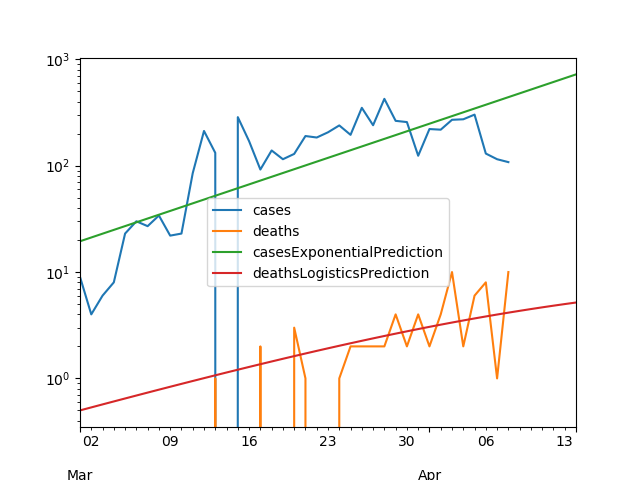 10³
10²
10¹
10⁰
cases
deaths
casesExponentialPrediction
deathsLogisticsPrediction
02 09 16 23 30 06 13
Mar Apr